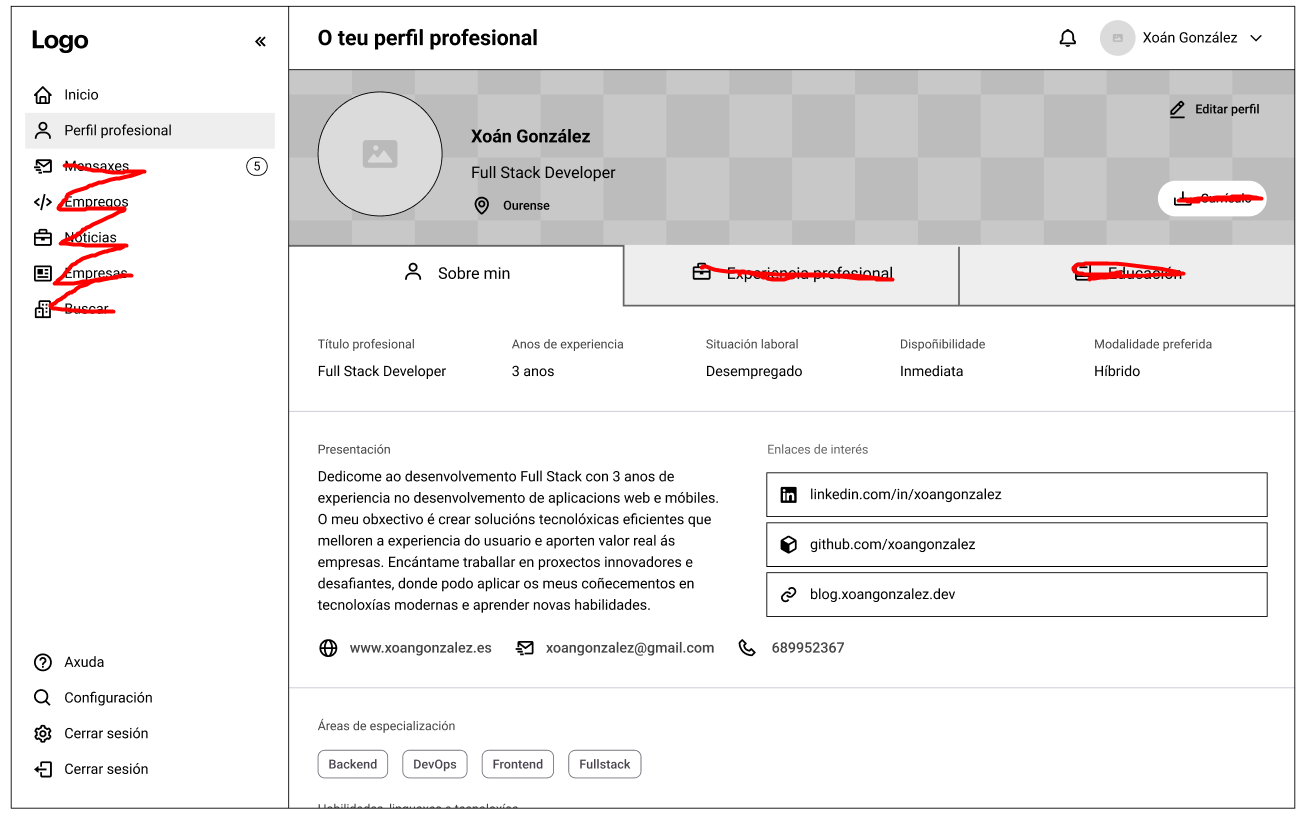 Logo
Inicio
Perfil profesional
Mensaxes
5
Empregos
Noticias
Empresas
Buscar
Axuda
Configuración
Cerrar sesión
Cerrar sesión
O teu perfil profesional
Xoán González
Editar perfil
Xoán González
Full Stack Developer
Ourense
Currículo
Sobre min
Experiencia profesional
Educación
Título profesional
Anos de experiencia
Situación laboral
Dispoñibilidade
Modalidade preferida
Full Stack Developer
3 anos
Desempregado
Inmediata
Híbrido
Presentación
Dedicome ao desenvolvemento Full Stack con 3 anos de
experiencia no desenvolvemento de aplicacions web e móbiles.
O meu obxectivo é crear solucións tecnolóxicas eficientes que
melloren a experiencia do usuario e aporten valor real ás
empresas. Encántame traballar en proxectos innovadores e
desafiantes, donde podo aplicar os meus coñecementos en
tecnoloxías modernas e aprender novas habilidades.
Enlaces de interés
linkedin.com/in/xoangonzalez
github.com/xoangonzalez
blog.xoangonzalez.dev
www.xoangonzalez.es
xoangonzalez@gmail.com
689952367
Áreas de especialización
Backend
DevOps
Frontend
Fullstack
Habilidades, linguaxes e tecnoloxías